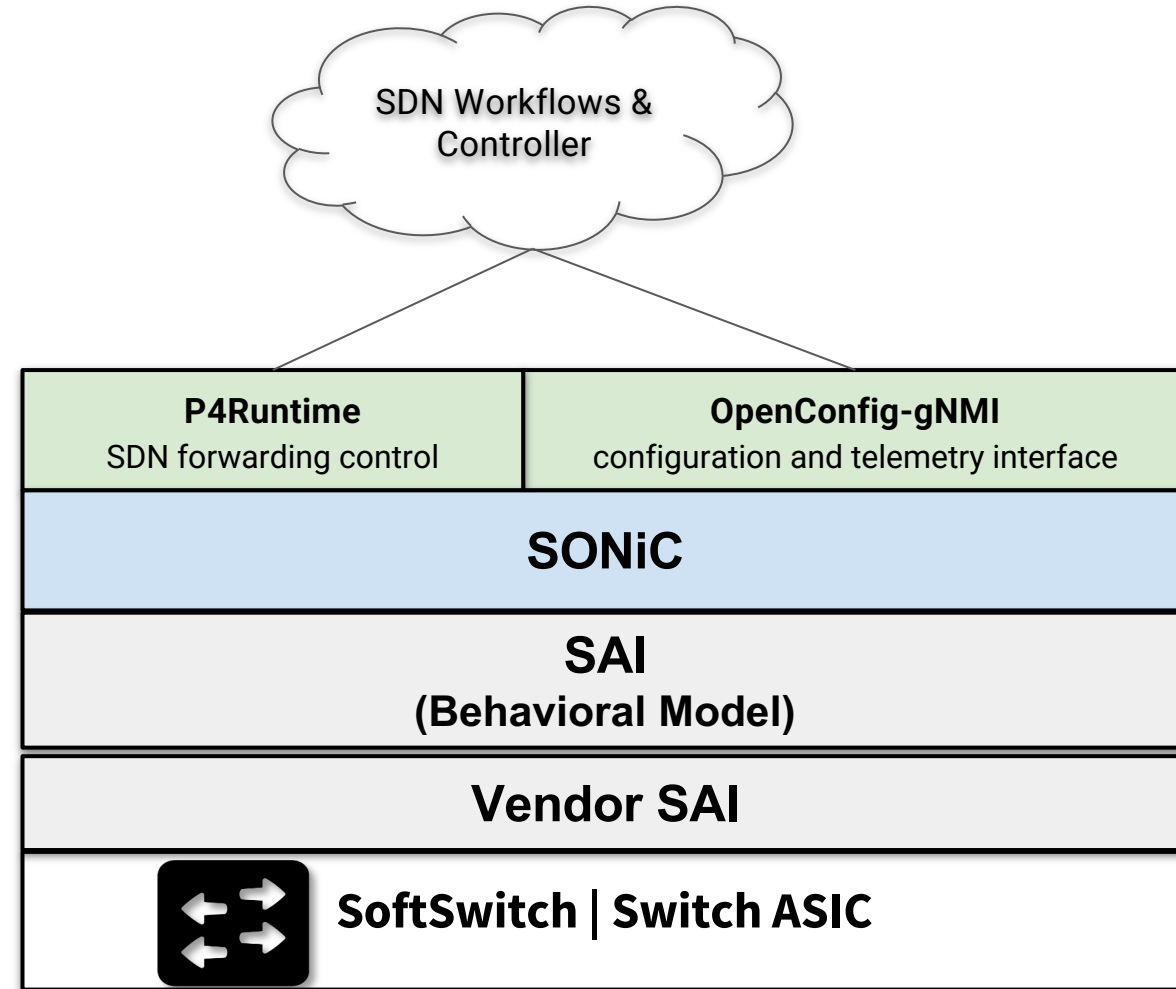 SDN Workflows &
Controller
P4Runtime
SDN forwarding control
OpenConfig-gNMI
configuration and telemetry interface
SONiC
SAI
(Behavioral Model)
Vendor SAI
SoftSwitch | Switch ASIC